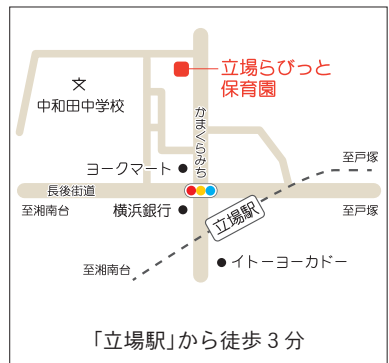 立場らびっと
保育園
文
中和田中学校
かまくらみち
ヨークマート
至戸塚
長後街道
至湘南台
横浜銀行
立場駅
至戸塚
至湘南台
イトーヨーカドー
「立場駅」から徒歩3分